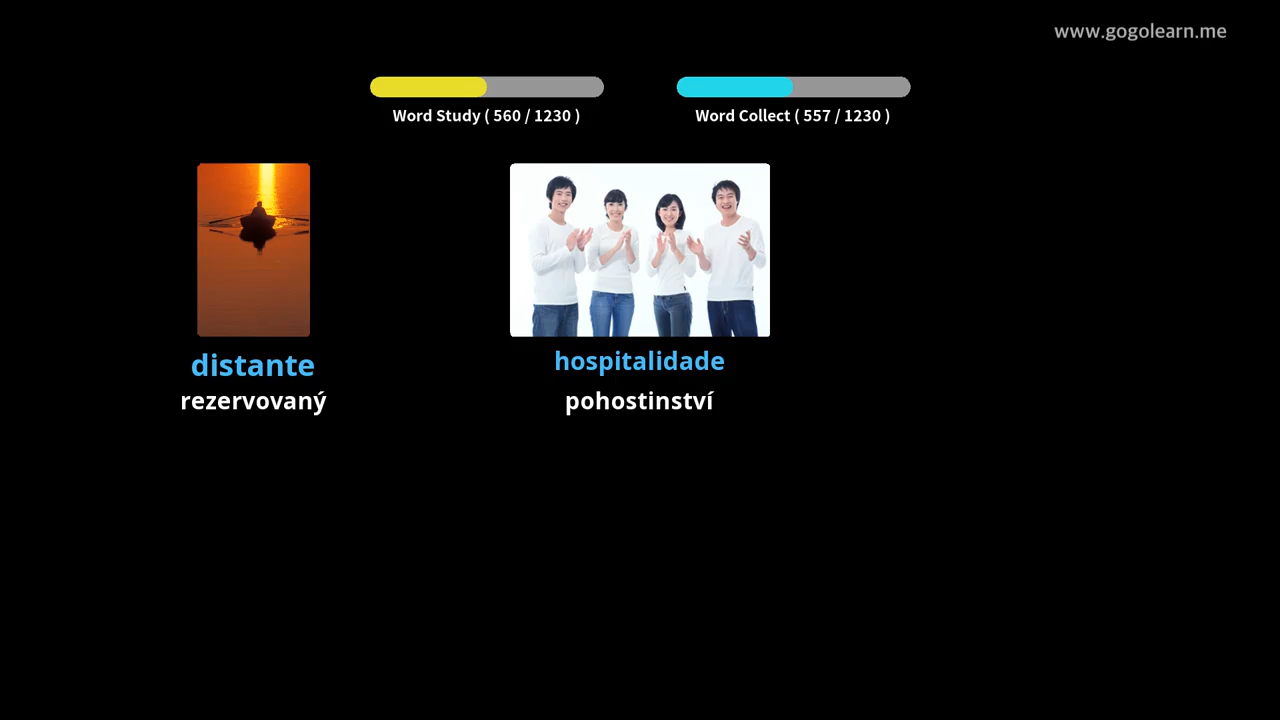 www.gogolearn.me
Word Study ( 560 / 1230 )
Word Collect ( 557 / 1230 )
distante
rezervovaný
hospitalidade
pohostinství